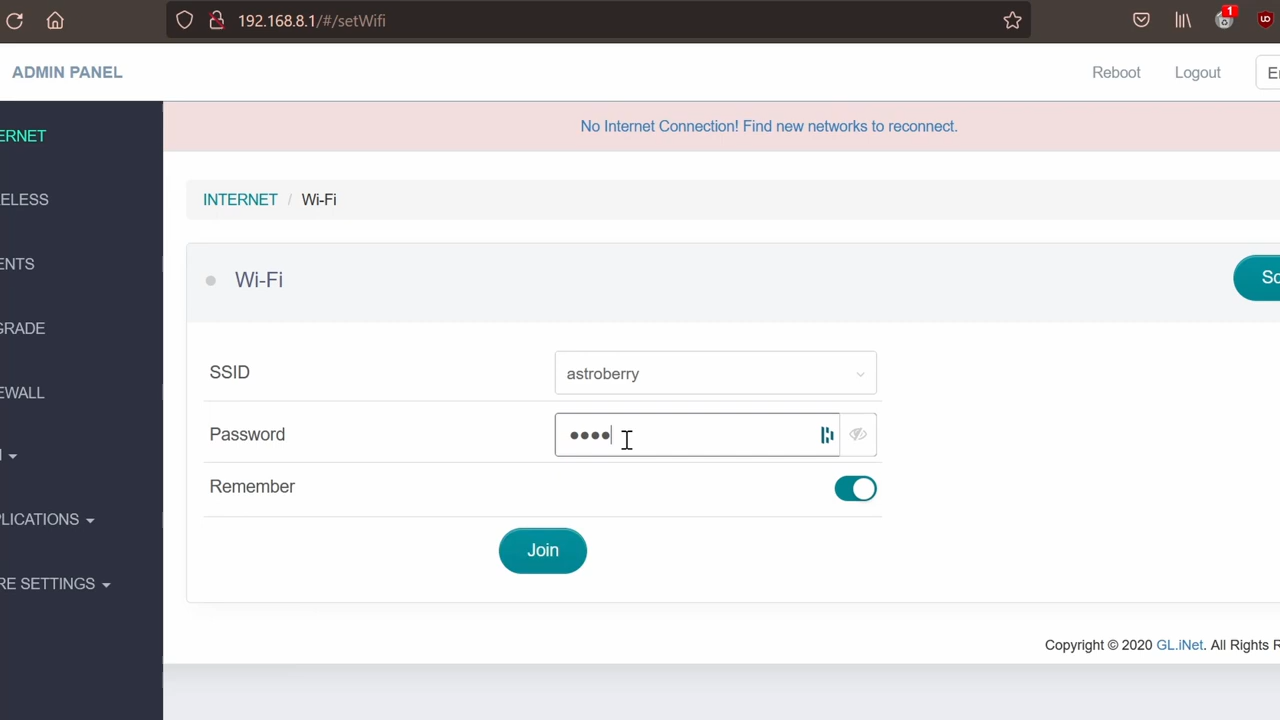 192.168.8.1/#/setWifi
1
ADMIN PANEL
Reboot
Logout
No Internet Connection! Find new networks to reconnect.
ERNET
ELESS
ENTS
GRADE
EWALL
PLICATIONS
RE SETTINGS
INTERNET / Wi-Fi
Wi-Fi
SSID
astroberry
Password
••••
Remember
Join
Copyright © 2020 GL.iNet. All Rights